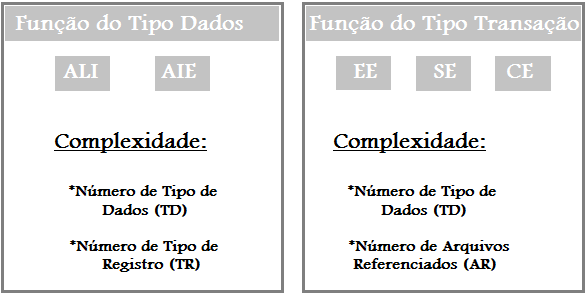 Função do Tipo Dados
ALI
AIE
Complexidade:
*Número de Tipo de
Dados (TD)
*Número de Tipo de
Registro (TR)
Função do Tipo Transação
EE
SE
CE
Complexidade:
*Número de Tipo de
Dados (TD)
*Número de Arquivos
Referenciados (AR)